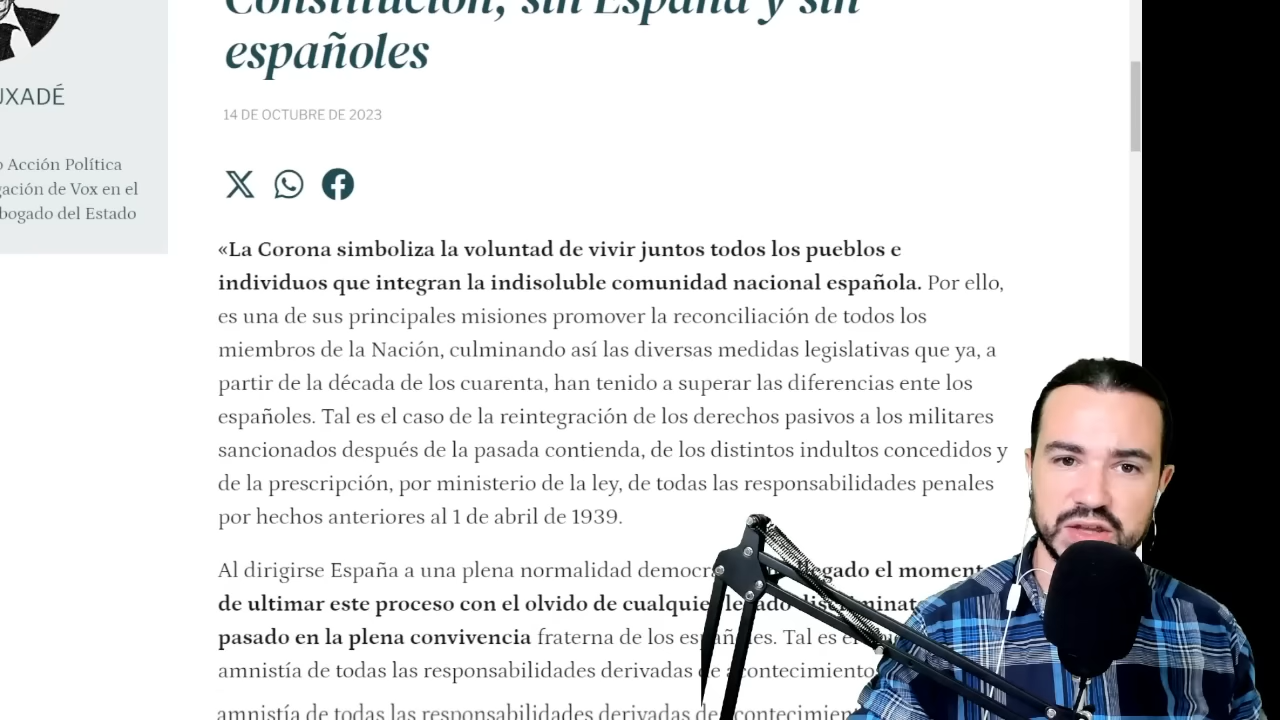 Constitución, sin España y sin
españoles
UXADÉ
14 DE OCTUBRE DE 2023
Acción Política
gación de Vox en el
bogado del Estado
«La Corona simboliza la voluntad de vivir juntos todos los pueblos e
individuos que integran la indisoluble comunidad nacional española. Por ello,
es una de sus principales misiones promover la reconciliación de todos los
miembros de la Nación, culminando así las diversas medidas legislativas que ya, a
partir de la década de los cuarenta, han tenido a superar las diferencias ente los
españoles. Tal es el caso de la reintegración de los derechos pasivos a los militares
sancionados después de la pasada contienda, de los distintos indultos concedidos y
de la prescripción, por ministerio de la ley, de todas las responsabilidades penales
por hechos anteriores al 1 de abril de 1939.
Al dirigirse España a una plena normalidad democr llegado el moment
de ultimar este proceso con el olvido de cualquie legado discriminat
pasado en la plena convivencia fraterna de los españoles. Tal es e
amnistía de todas las responsabilidades derivadas de acontecimiento
amnistía de todas las responsabilidades derivadas de contecimien